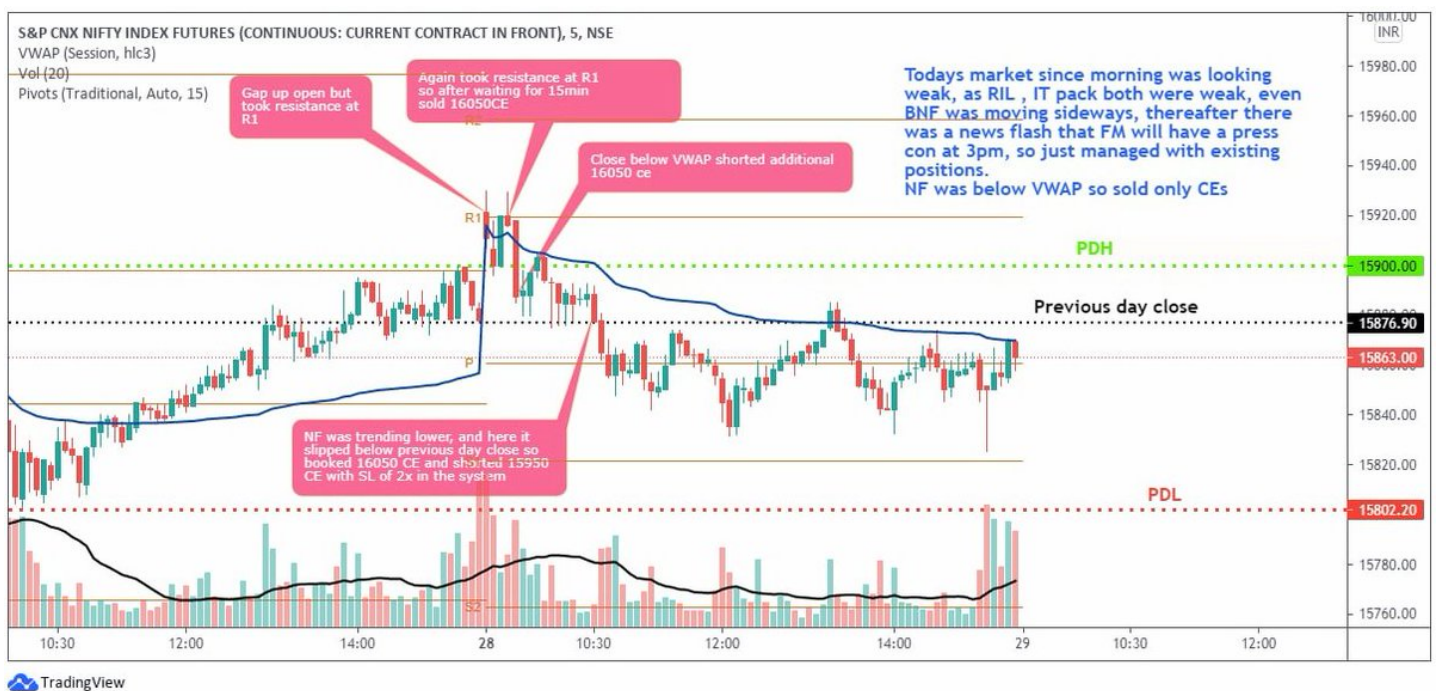 S&P CNX NIFTY INDEX FUTURES (CONTINUOUS: CURRENT CONTRACT IN FRONT), 5, NSE
VWAP (Session, hlc3)
Vol (20)
Pivots (Traditional, Auto, 15)
Gap up open but
took resistance at
R1
Again took resistance at R1
so after waiting for 15min
sold 16050CE
Close below VWAP shorted additional
16050 ce
Todays market since morning was looking
weak, as RIL , IT pack both were weak, even
BNF was moving sideways, thereafter there
was a news flash that FM will have a press
con at 3pm, so just managed with existing
positions.
NF was below VWAP so sold only CEs
R2
R1
P
S2
PDH
Previous day close
NF was trending lower, and here it
slipped below previous day close so
booked 16050 CE and shorted 15950
CE with SL of 2x in the system
PDL
16000.00
INR
15980.00
15960.00
15940.00
15920.00
15900.00
15876.90
15863.00
15840.00
15820.00
15802.20
15780.00
15760.00
10:30
12:00
14:00
28
10:30
12:00
14:00
29
10:30
12:00
TradingView